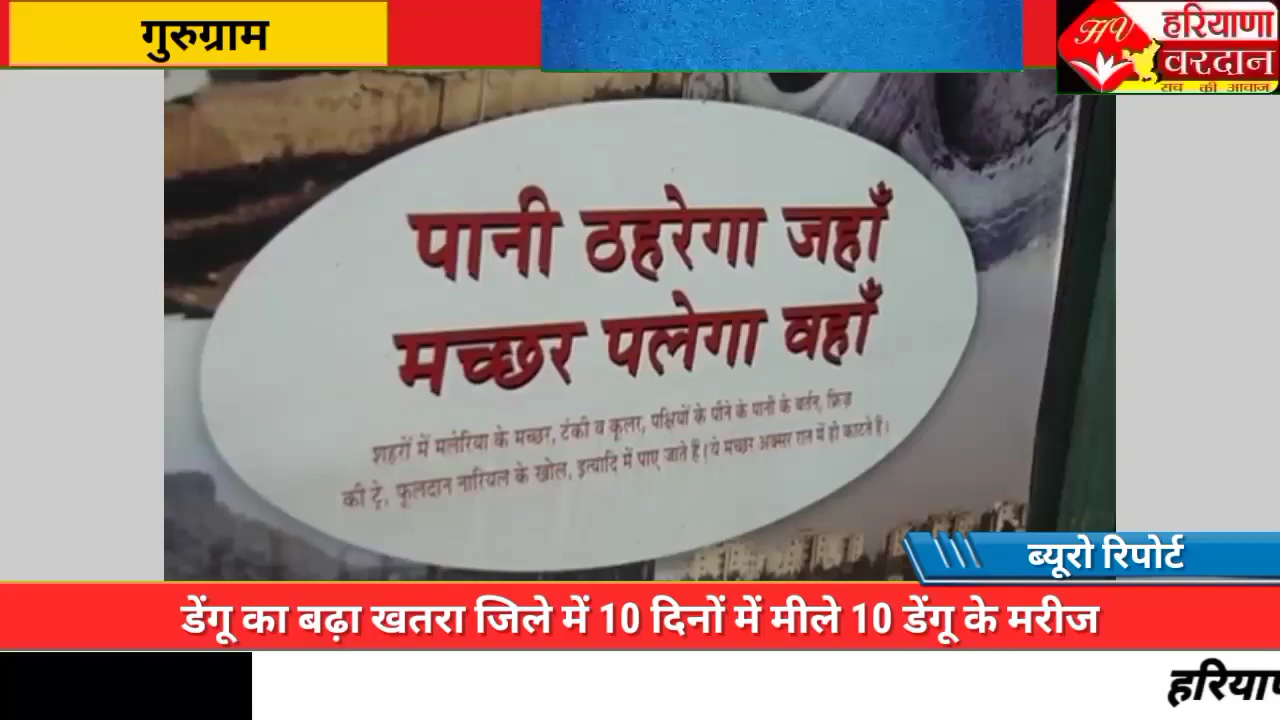 गुरुग्राम
HV
हरियाणा
वरदान
सच की आवाज
पानी ठहरेगा जहाँ
मच्छर पलेगा वहाँ
शहरों में मलेरिया के मच्छर, टंकी व कूलर, पक्षियों के पीने के पानी के बर्तन, फ्रिज़
की ट्रे, फूलदान नारियल के खोल, इत्यादि में पाए जाते हैं। ये मच्छर अक्सर रात में ही काटते हैं।
ब्यूरो रिपोर्ट
डेंगू का बढ़ा खतरा जिले में 10 दिनों में मीले 10 डेंगू के मरीज